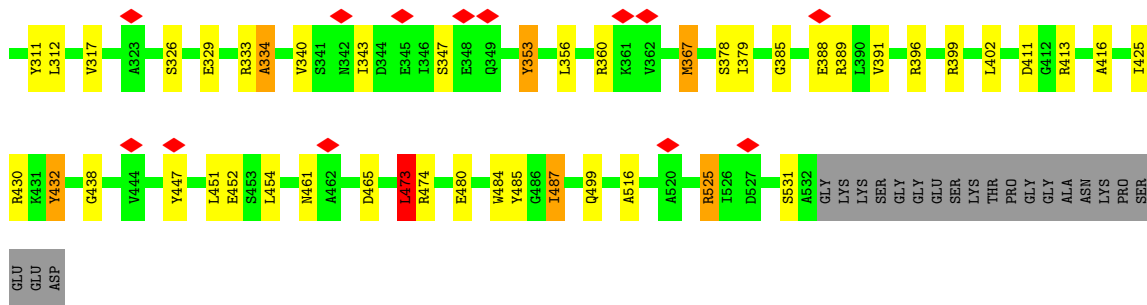 Y311 L312 V317 A323 S326 E329 R333 A334 V340 S341 N342 I343 D344 E345 I346 S347 E348 Q349 Y353 L356 R360 K361 V362 M367 S378 I379 G385 E388 R389 L390 V391 R396 R399 L402 D411 G412 R413 A416 I425
R430 K431 Y432 G438 V444 Y447 L451 E452 S453 L454 N461 A462 D465 L473 R474 E480 W484 Y485 G486 I487 Q499 A516 A520 R525 I526 D527 S531 A532 GLY LYS LYS SER GLY GLY GLU SER LYS THR PRO GLY GLY ALA ASN LYS PRO SER
GLU GLU ASP